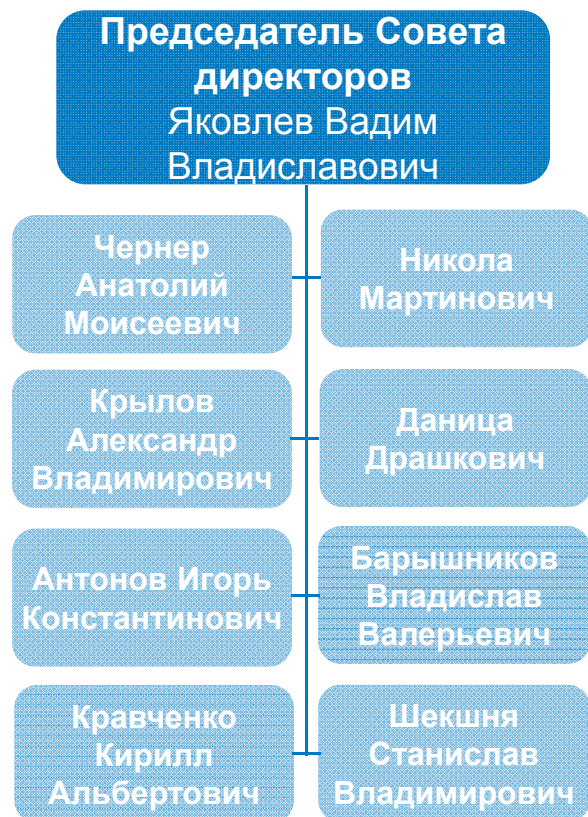 Председатель Совета
директоров
Яковлев Вадим
Владиславович
Чернер
Анатолий
Моисеевич
Никола
Мартинович
Крылов
Александр
Владимирович
Даница
Драшкович
Антонов Игорь
Константинович
Барышников
Владислав
Валерьевич
Кравченко
Кирилл
Альбертович
Шекшня
Станислав
Владимирович